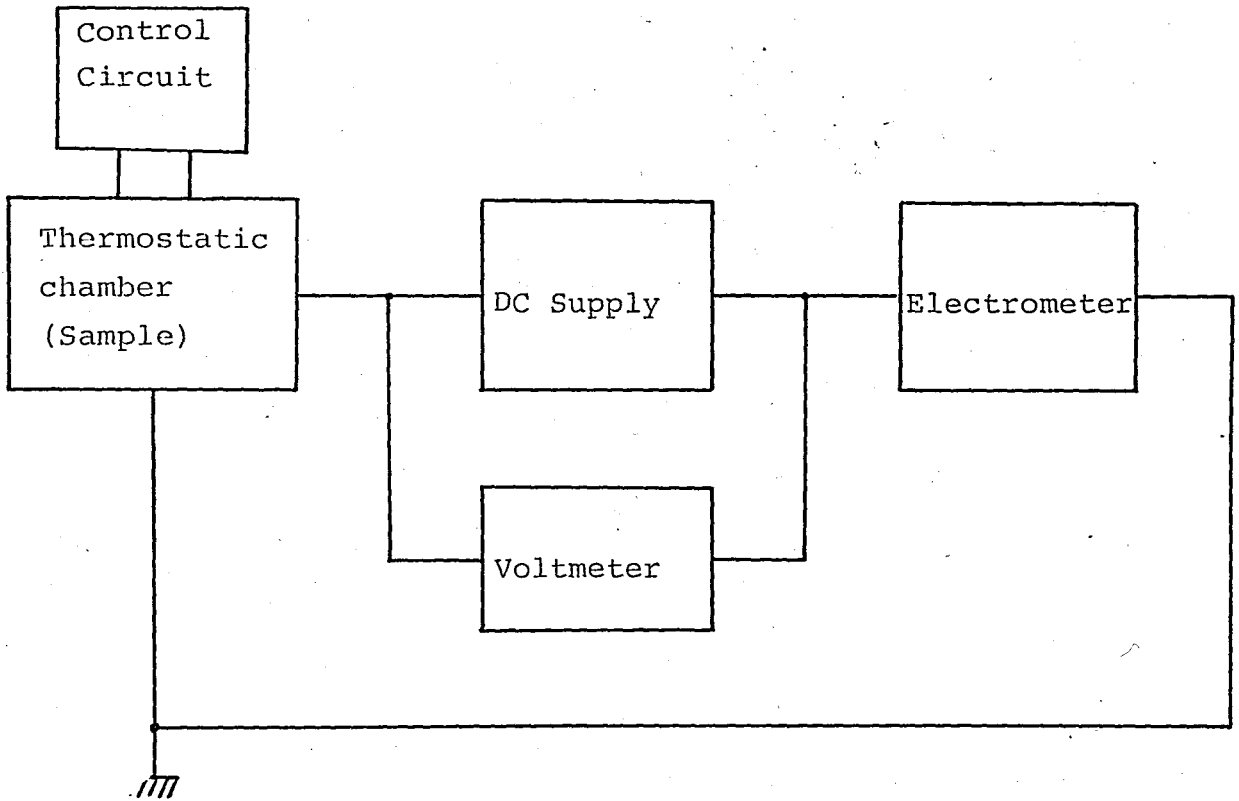 Control
Circuit
Thermostatic
chamber
(Sample)
DC Supply
Electrometer
Voltmeter